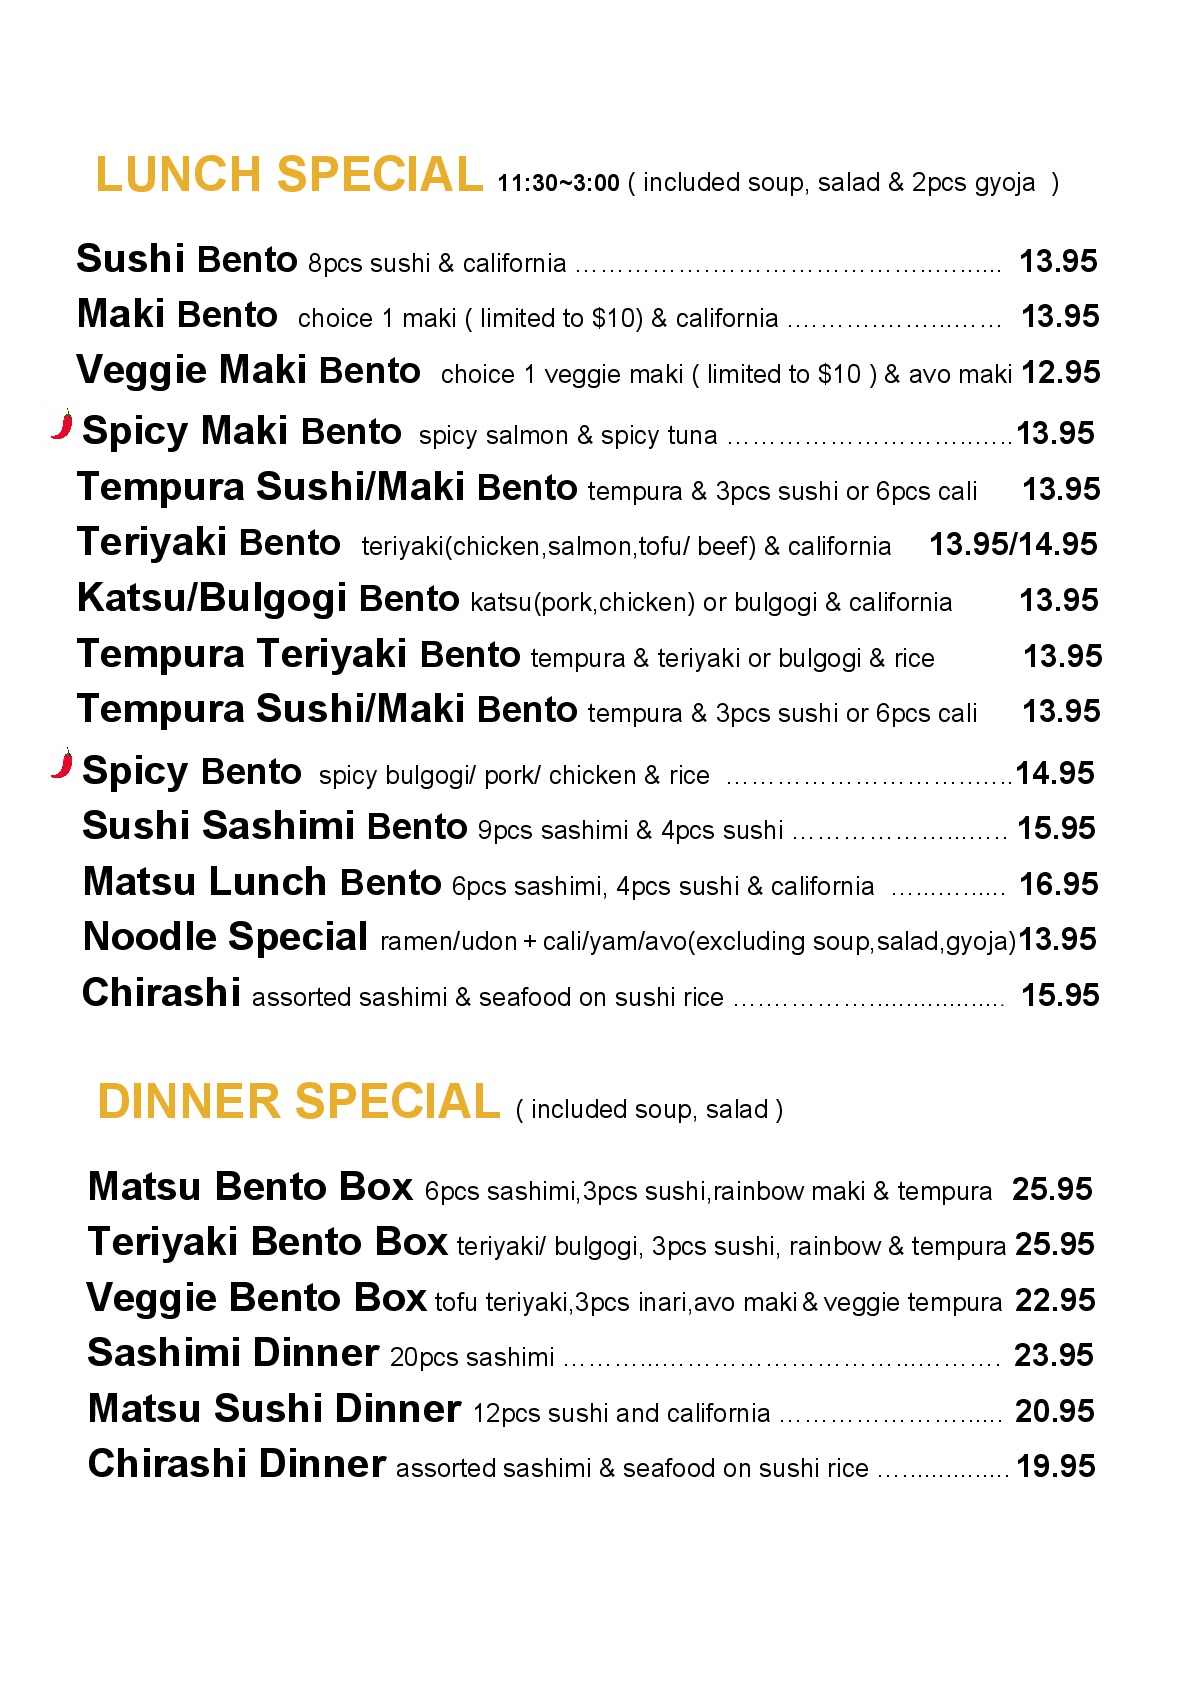 LUNCH SPECIAL 11:30~3:00 ( included soup, salad & 2pcs gyoja )
Sushi Bento 8pcs sushi & california ……………………………………......... 13.95
Maki Bento choice 1 maki ( limited to $10) & california ………………...…… 13.95
Veggie Maki Bento choice 1 veggie maki ( limited to $10 ) & avo maki 12.95
Spicy Maki Bento spicy salmon & spicy tuna ………………………...…..13.95
Tempura Sushi/Maki Bento tempura & 3pcs sushi or 6pcs cali 13.95
Teriyaki Bento teriyaki(chicken,salmon,tofu/ beef) & california 13.95/14.95
Katsu/Bulgogi Bento katsu(pork,chicken) or bulgogi & california 13.95
Tempura Teriyaki Bento tempura & teriyaki or bulgogi & rice 13.95
Tempura Sushi/Maki Bento tempura & 3pcs sushi or 6pcs cali 13.95
Spicy Bento spicy bulgogi/ pork/ chicken & rice ………………………...…..14.95
Sushi Sashimi Bento 9pcs sashimi & 4pcs sushi ………………...….. 15.95
Matsu Lunch Bento 6pcs sashimi, 4pcs sushi & california …...…...... 16.95
Noodle Special ramen/udon + cali/yam/avo(excluding soup,salad,gyoja)13.95
Chirashi assorted sashimi & seafood on sushi rice ………………................. 15.95
DINNER SPECIAL ( included soup, salad )
Matsu Bento Box 6pcs sashimi,3pcs sushi,rainbow maki & tempura 25.95
Teriyaki Bento Box teriyaki/ bulgogi, 3pcs sushi, rainbow & tempura 25.95
Veggie Bento Box tofu teriyaki,3pcs inari,avo maki & veggie tempura 22.95
Sashimi Dinner 20pcs sashimi ………...………………………...………. 23.95
Matsu Sushi Dinner 12pcs sushi and california …………………...... 20.95
Chirashi Dinner assorted sashimi & seafood on sushi rice …............... 19.95